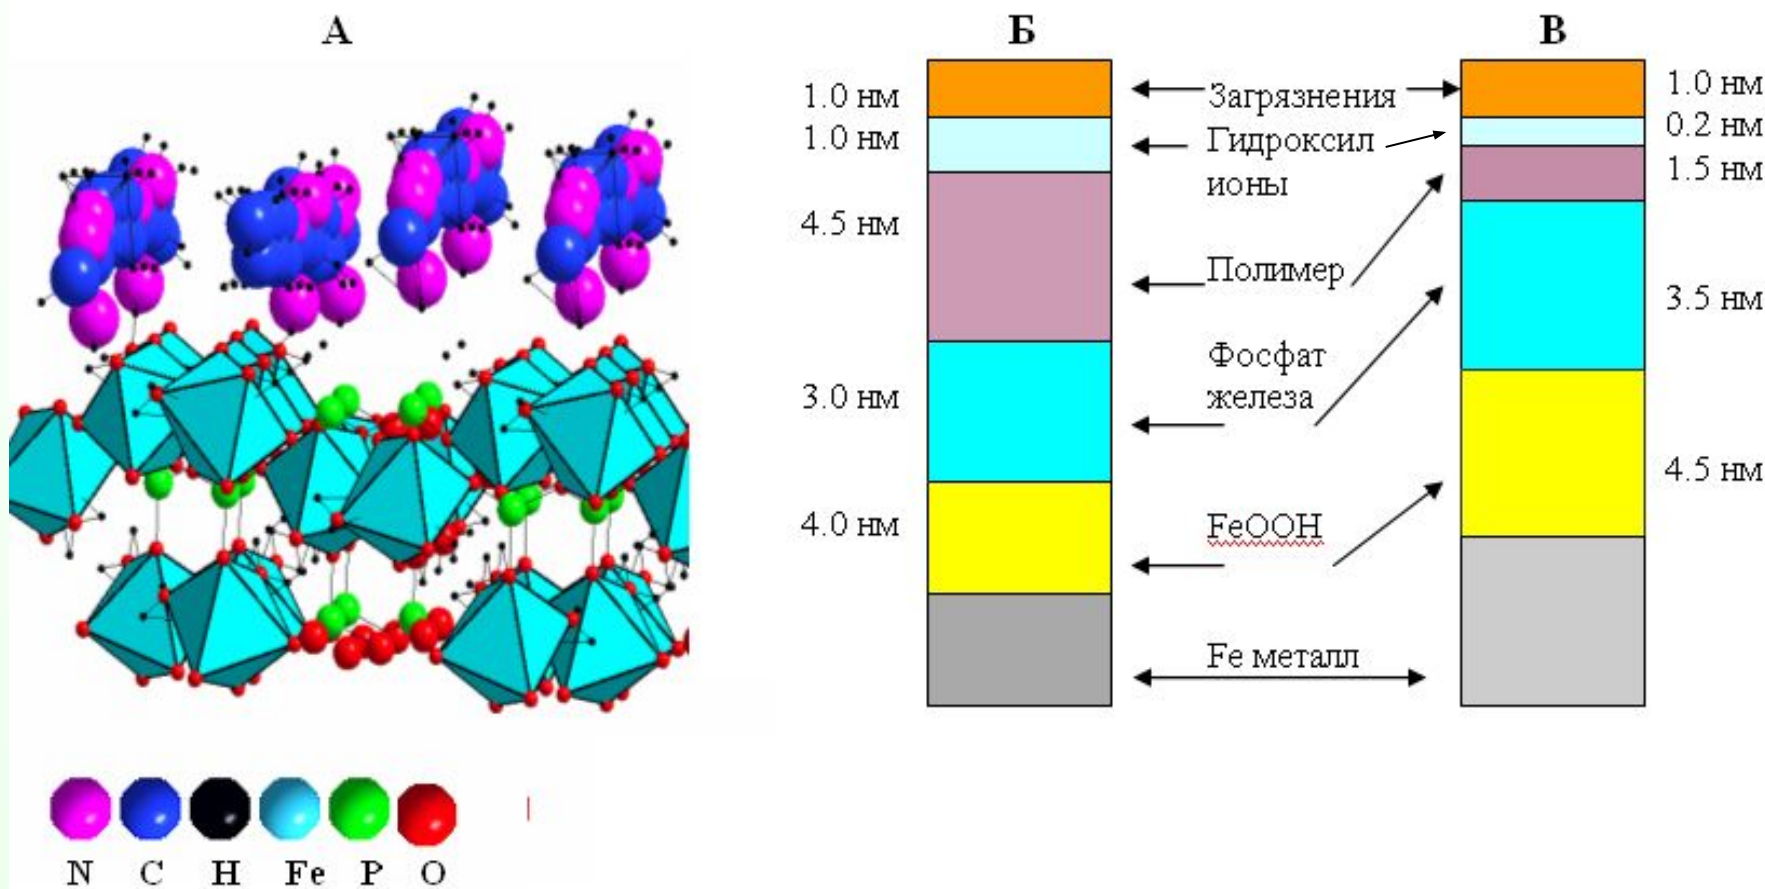 А
Б
В
1.0 нм
1.0 нм
4.5 нм
3.0 нм
4.0 нм
Загрязнения
Гидроксил
ионы
Полимер
Фосфат
железа
FeOOH
Fe металл
1.0 нм
0.2 нм
1.5 нм
3.5 нм
4.5 нм
N C H Fe P O